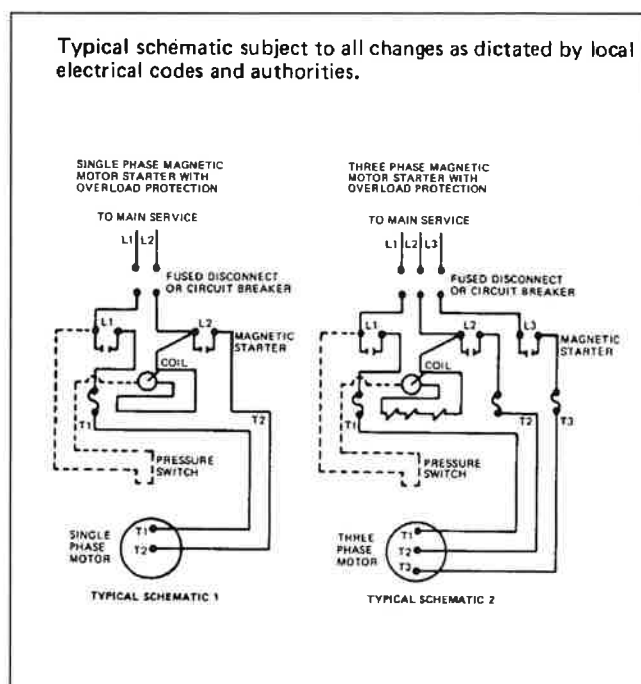 Typical schematic subject to all changes as dictated by local
electrical codes and authorities.
SINGLE PHASE MAGNETIC
MOTOR STARTER WITH
OVERLOAD PROTECTION
TO MAIN SERVICE
L1 L2
FUSED DISCONNECT
OR CIRCUIT BREAKER
L1
L2
MAGNETIC
STARTER
COIL
T1
T2
PRESSURE
SWITCH
SINGLE
PHASE
MOTOR
T1
T2
TYPICAL SCHEMATIC 1
THREE PHASE MAGNETIC
MOTOR STARTER WITH
OVERLOAD PROTECTION
TO MAIN SERVICE
L1 L2 L3
FUSED DISCONNECT
OR CIRCUIT BREAKER
L1
L2
L3
MAGNETIC
STARTER
COIL
T1
T2
T3
PRESSURE
SWITCH
THREE
PHASE
MOTOR
T1
T2
T3
TYPICAL SCHEMATIC 2